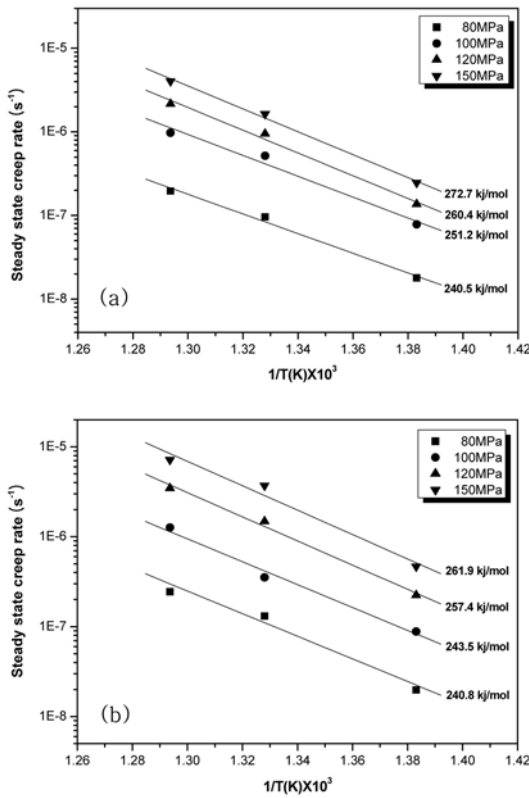 80MPa
100MPa
120MPa
150MPa
1E-5
1E-6
1E-7
1E-8
Steady state creep rate (s⁻¹)
272.7 kj/mol
260.4 kj/mol
251.2 kj/mol
240.5 kj/mol
(a)
1.26 1.28 1.30 1.32 1.34 1.36 1.38 1.40 1.42
1/T(K)X10³
80MPa
100MPa
120MPa
150MPa
1E-5
1E-6
1E-7
1E-8
Steady state creep rate (s⁻¹)
261.9 kj/mol
257.4 kj/mol
243.5 kj/mol
240.8 kj/mol
(b)
1.26 1.28 1.30 1.32 1.34 1.36 1.38 1.40 1.42
1/T(K)X10³